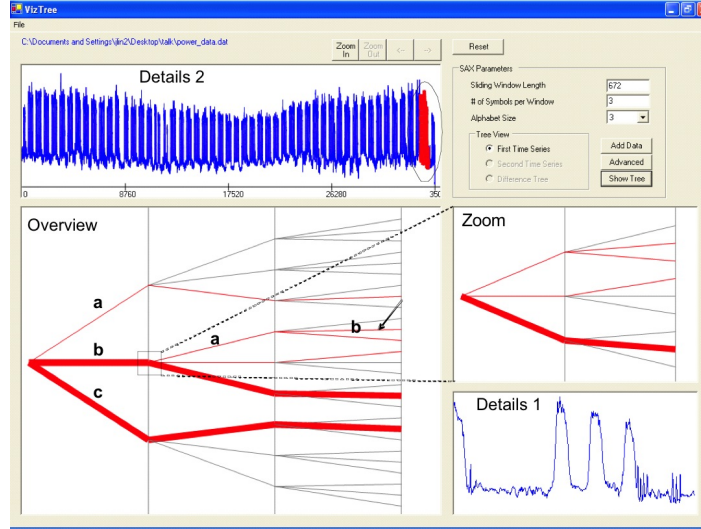 VizTree
File
C:\Documents and Settings\jlin2\Desktop\talk\power_data.dat
Zoom In
Zoom Out
<--
-->
Reset
Details 2
0 8760 17520 26280 350
SAX Parameters
Sliding Window Length 672
# of Symbols per Window 3
Alphabet Size 3
Tree View
First Time Series
Second Time Series
Difference Tree
Add Data
Advanced
Show Tree
Overview
a
b
c
a
b
Zoom
Details 1